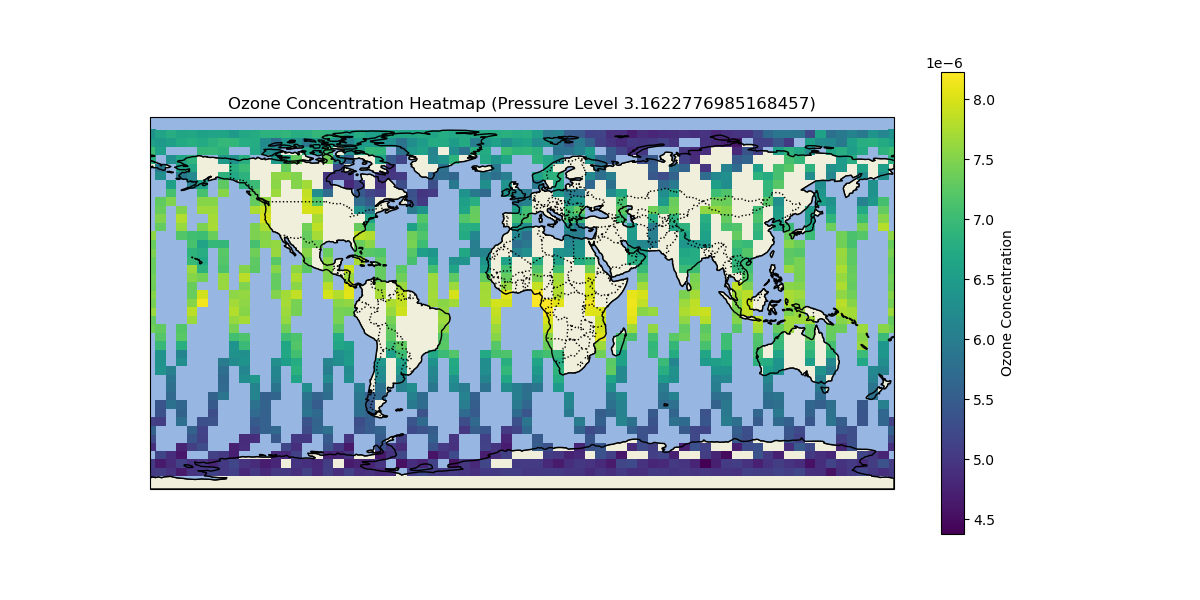 1e−6
Ozone Concentration Heatmap (Pressure Level 3.1622776985168457)
8.0
7.5
7.0
6.5
6.0
5.5
5.0
4.5
Ozone Concentration